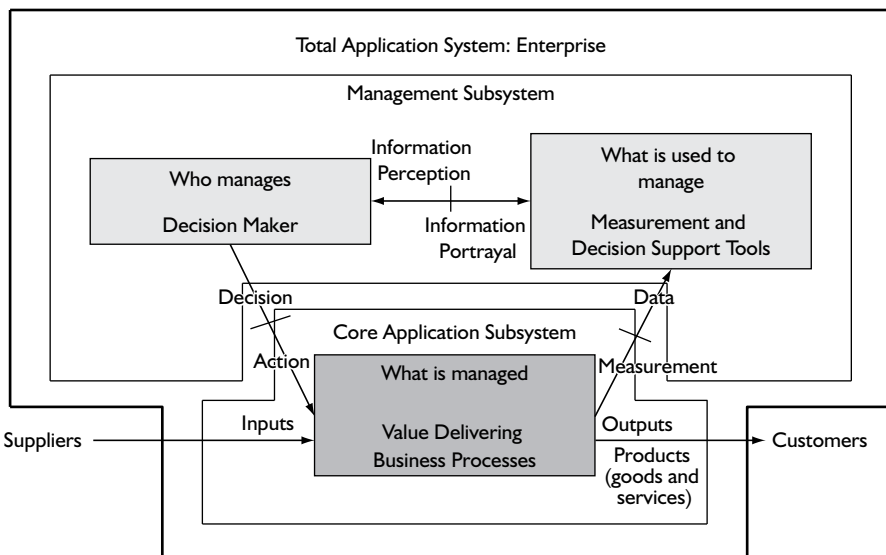 Total Application System: Enterprise
Management Subsystem
Who manages
Decision Maker
Information
Perception
Information
Portrayal
What is used to
manage
Measurement and
Decision Support Tools
Decision
Action
Data
Measurement
Core Application Subsystem
What is managed
Value Delivering
Business Processes
Suppliers
Inputs
Outputs
Products
(goods and
services)
Customers